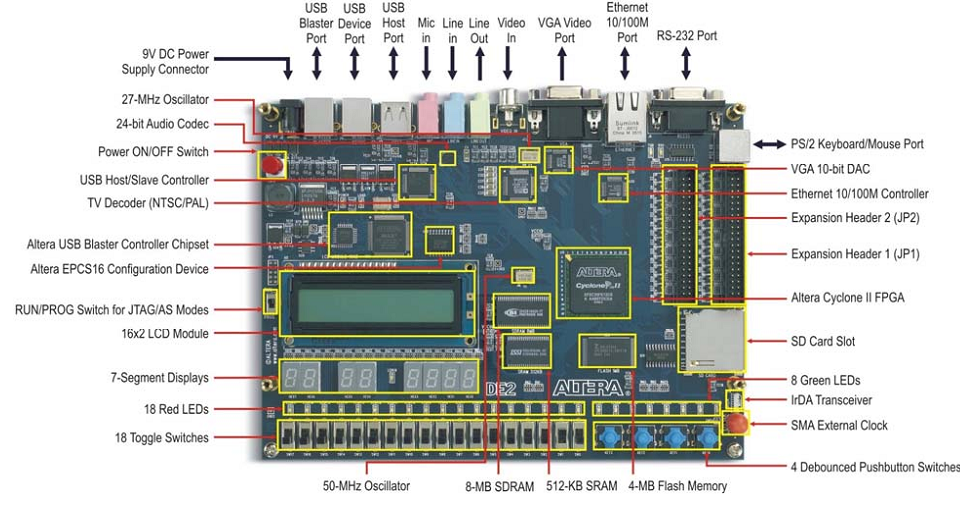 USB
Blaster
Port
USB
Device
Port
USB
Host
Port
Mic
in
Line
in
Line
Out
Video
In
VGA Video
Port
Ethernet
10/100M
Port
RS-232 Port
9V DC Power
Supply Connector
27-MHz Oscillator
24-bit Audio Codec
Power ON/OFF Switch
USB Host/Slave Controller
TV Decoder (NTSC/PAL)
Altera USB Blaster Controller Chipset
Altera EPCS16 Configuration Device
RUN/PROG Switch for JTAG/AS Modes
16x2 LCD Module
7-Segment Displays
18 Red LEDs
18 Toggle Switches
PS/2 Keyboard/Mouse Port
VGA 10-bit DAC
Ethernet 10/100M Controller
Expansion Header 2 (JP2)
Expansion Header 1 (JP1)
Altera Cyclone II FPGA
SD Card Slot
8 Green LEDs
IrDA Transceiver
SMA External Clock
4 Debounced Pushbutton Switches
ALTERA
Cyclone II
DE2 ALTERA
50-MHz Oscillator
8-MB SDRAM
512-KB SRAM
4-MB Flash Memory